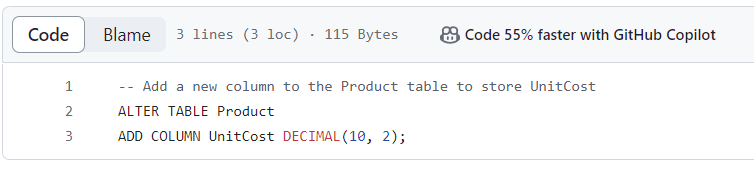 Code Blame 3 lines (3 loc) · 115 Bytes Code 55% faster with GitHub Copilot
1 -- Add a new column to the Product table to store UnitCost
2 ALTER TABLE Product
3 ADD COLUMN UnitCost DECIMAL(10, 2);